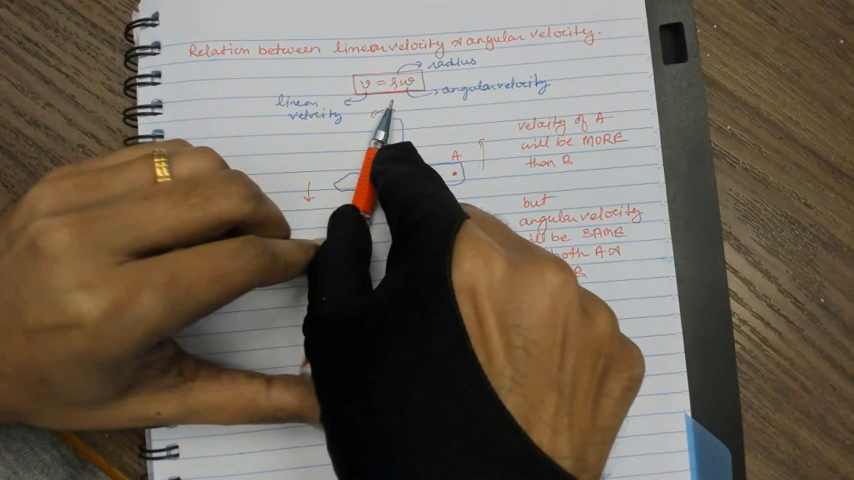 Relation between linear velocity & angular velocity.
radius
v = rω
angular velocity
linear
velocity
velocity of A
will be MORE
than B
A
but
angular velocity
be SAME
both A &
B